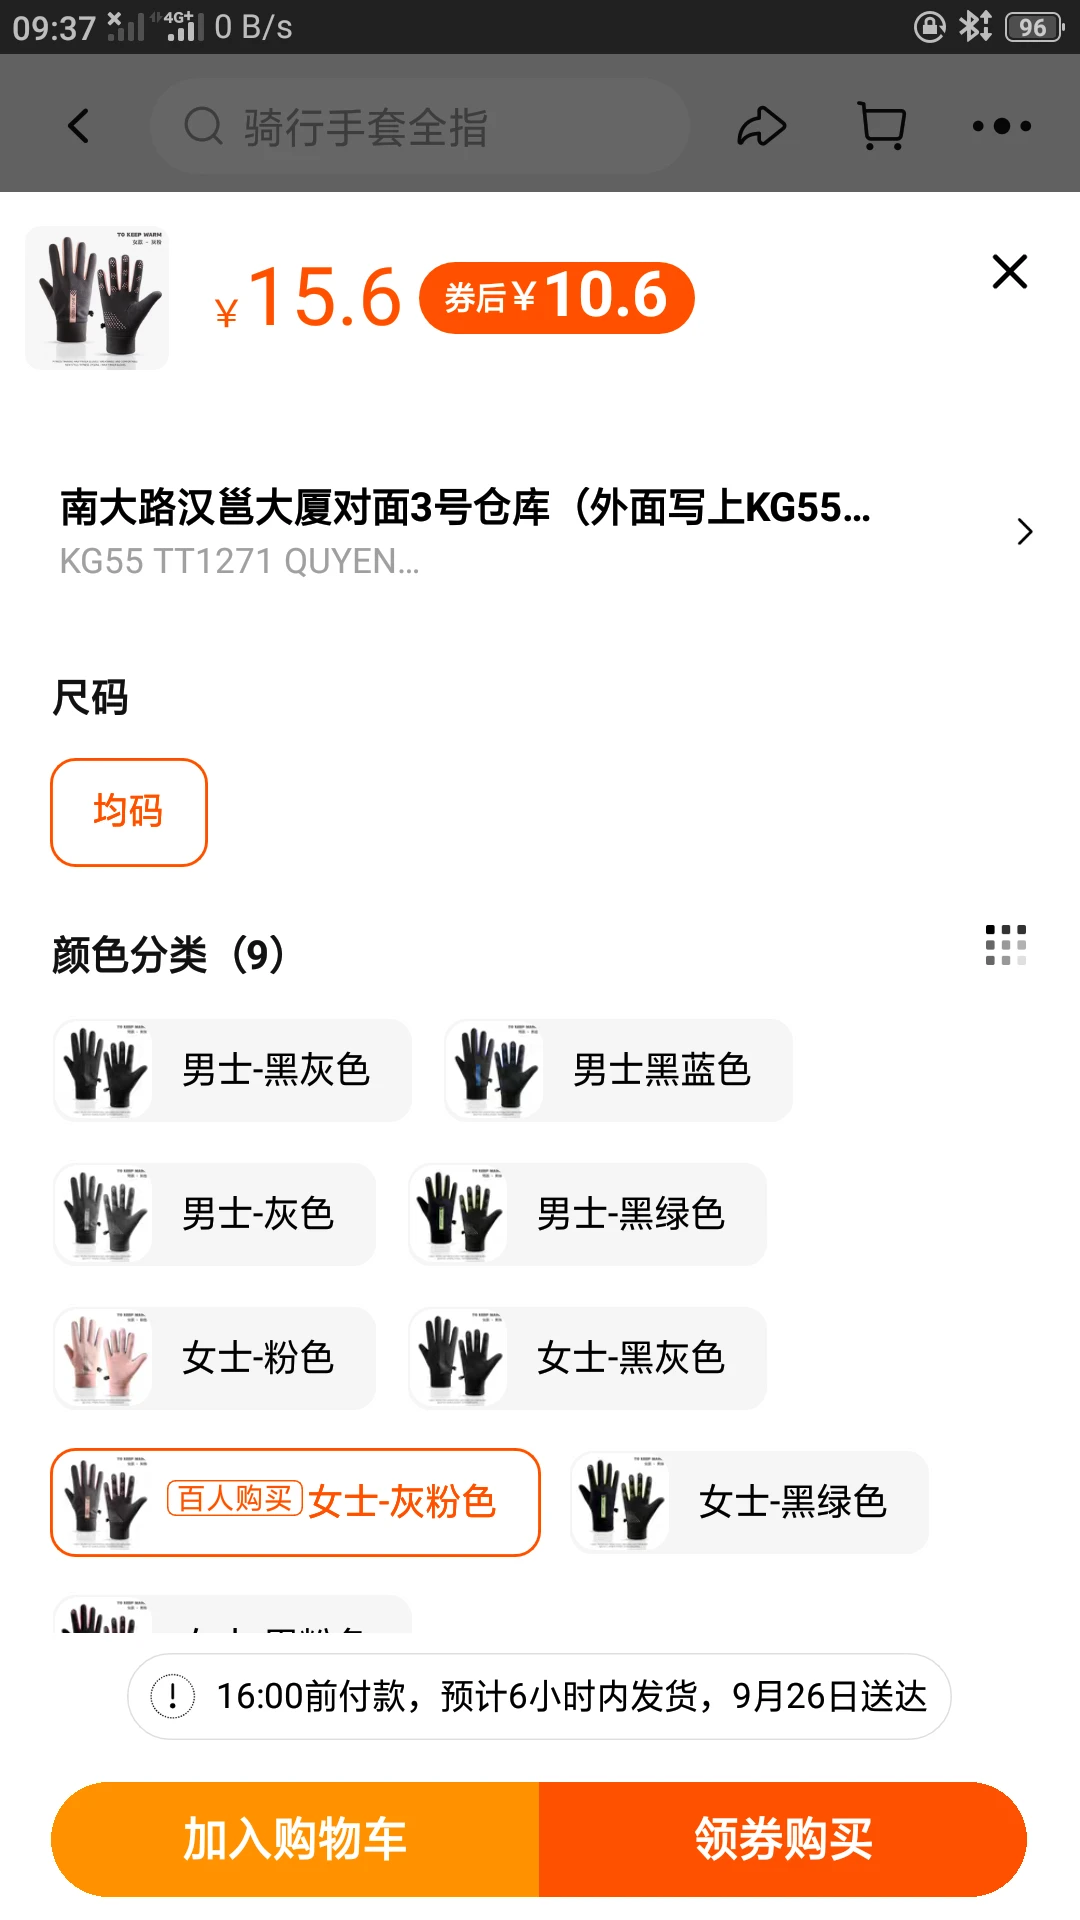 09:37
4G+
0 B/s
96
骑行手套全指
TO KEEP WARM
¥15.6
券后¥10.6
南大路汉邕大厦对面3号仓库（外面写上KG55...
KG55 TT1271 QUYEN...
尺码
均码
颜色分类（9）
男士-黑灰色
男士黑蓝色
男士-灰色
男士-黑绿色
女士-粉色
女士-黑灰色
百人购买 女士-灰粉色
女士-黑绿色
16:00前付款，预计6小时内发货，9月26日送达
加入购物车
领券购买